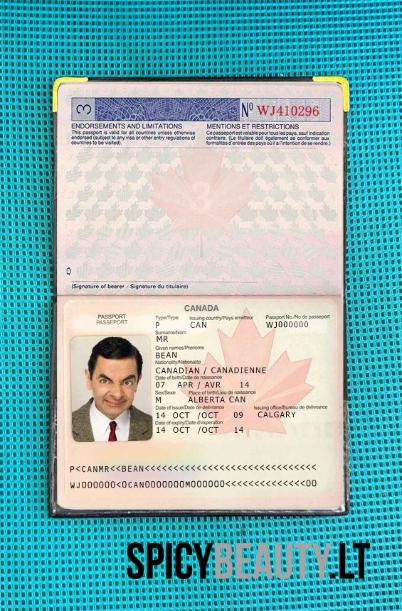 3
Nº WJ410296
ENDORSEMENTS AND LIMITATIONS
This passport is valid for all countries unless otherwise
endorsed (subject to any visa or other entry regulations of
countries to be visited).
MENTIONS ET RESTRICTIONS
Ce passeport est valable pour tous les pays, sauf indication
contraire. (Le titulaire doit également se conformer aux
formalités d'entrée des pays où il a l'intention de se rendre.)
3
(Signature of bearer - Signature du titulaire)
CANADA
PASSPORT
PASSEPORT
Type/Type Issuing country/Pays émetteur Passport No./No de passeport
P CAN WJ000000
Surname/Nom
MR
Given names/Prénoms
BEAN
Nationality/Nationalité
CANADIAN / CANADIENNE
Date of birth/Date de naissance
07 APR / AVR 14
Sex/Sexe Place of birth/Lieu de naissance
M ALBERTA CAN
Date of issue/Date de délivrance Issuing office/Bureau de délivrance
14 OCT /OCT 09 CALGARY
Date of expiry/Date d'expiration
14 OCT /OCT 14
P<CANMR<<BEAN<<<<<<<<<<<<<<<<<<<<<<<<<<<<
WJ000000<0CAN0000000M000000<<<<<<<<<<<<<<<00
SPICYBEAUTY.LT